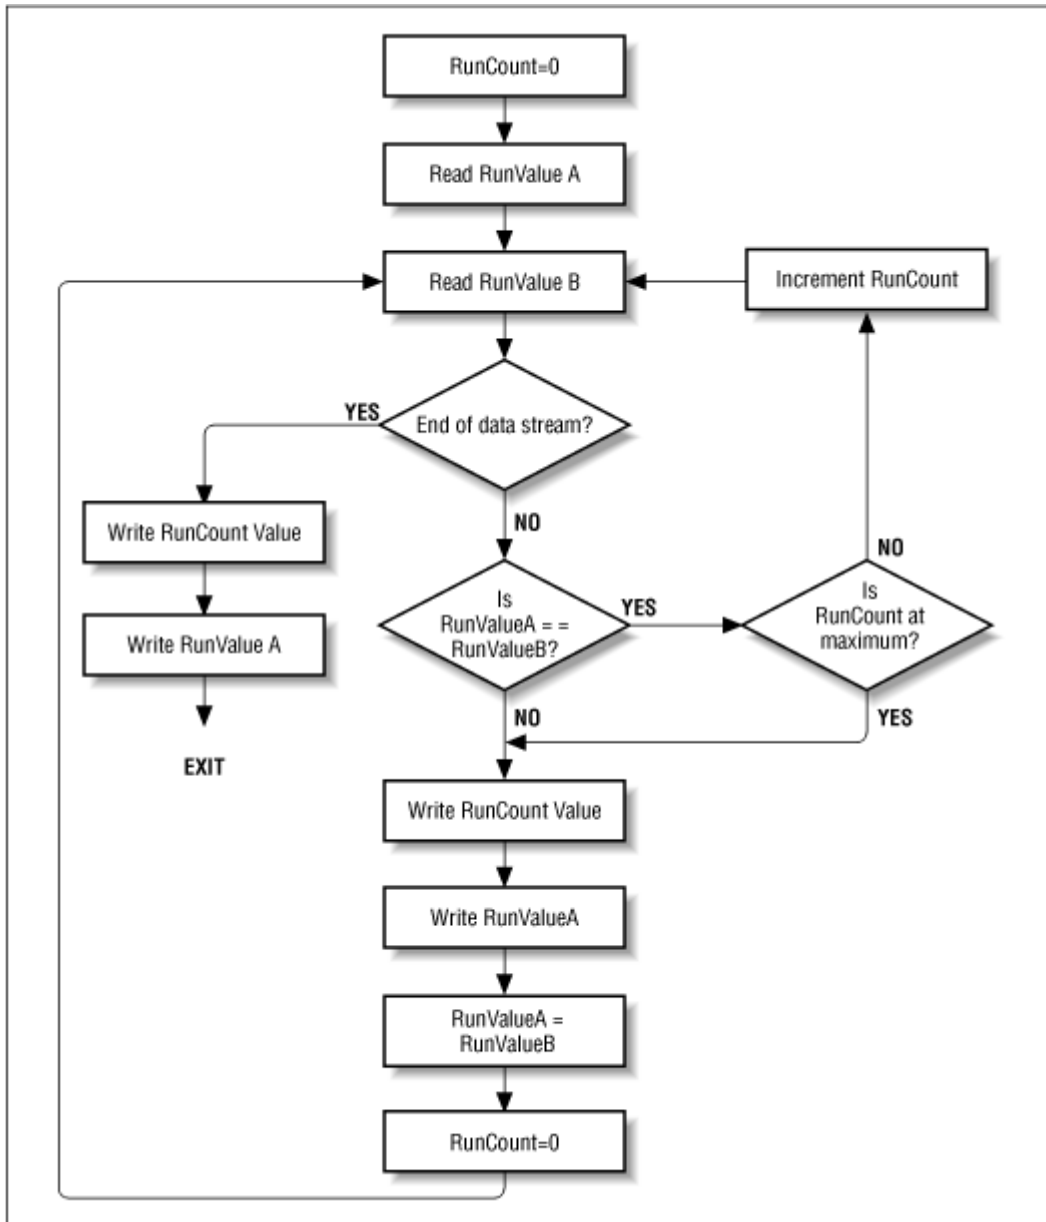 RunCount=0
Read RunValue A
Read RunValue B
Increment RunCount
End of data stream?
YES
NO
Write RunCount Value
Write RunValue A
EXIT
Is
RunValueA = =
RunValueB?
YES
NO
Is
RunCount at
maximum?
NO
YES
Write RunCount Value
Write RunValueA
RunValueA =
RunValueB
RunCount=0